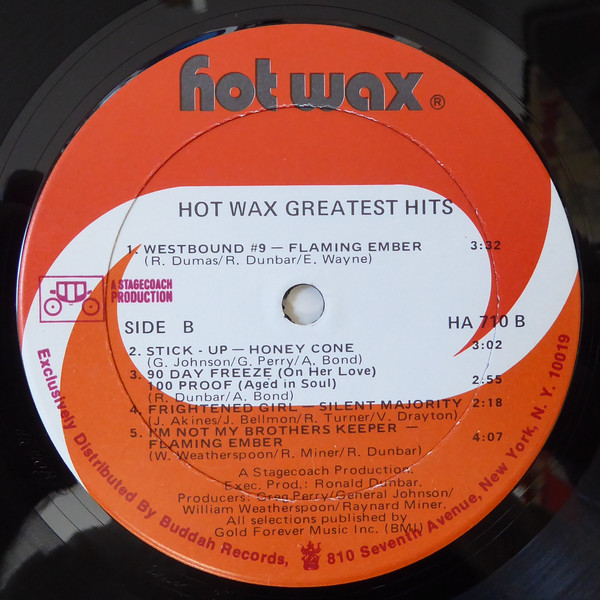 hot wax ®
HOT WAX GREATEST HITS
1. WESTBOUND #9 — FLAMING EMBER 3:32
(R. Dumas/R. Dunbar/E. Wayne)
A STAGECOACH
PRODUCTION
SIDE B HA 710 B
2. STICK - UP — HONEY CONE 3:02
(G. Johnson/G. Perry/A. Bond)
3. 90 DAY FREEZE (On Her Love)
100 PROOF (Aged in Soul) 2:55
(R. Dunbar/A. Bond)
4. FRIGHTENED GIRL — SILENT MAJORITY 2:18
(J. Akines/J. Bellmon/R. Turner/V. Drayton)
5. I'M NOT MY BROTHERS KEEPER —
FLAMING EMBER 4:07
(W. Weatherspoon/R. Miner/R. Dunbar)
A Stagecoach Production.
Exec. Prod.: Ronald Dunbar.
Producers: Greg Perry/General Johnson/
William Weatherspoon/Raynard Miner.
All selections published by
Gold Forever Music Inc. (BMI)
Exclusively Distributed By Buddah Records, 810 Seventh Avenue, New York, N. Y. 10019